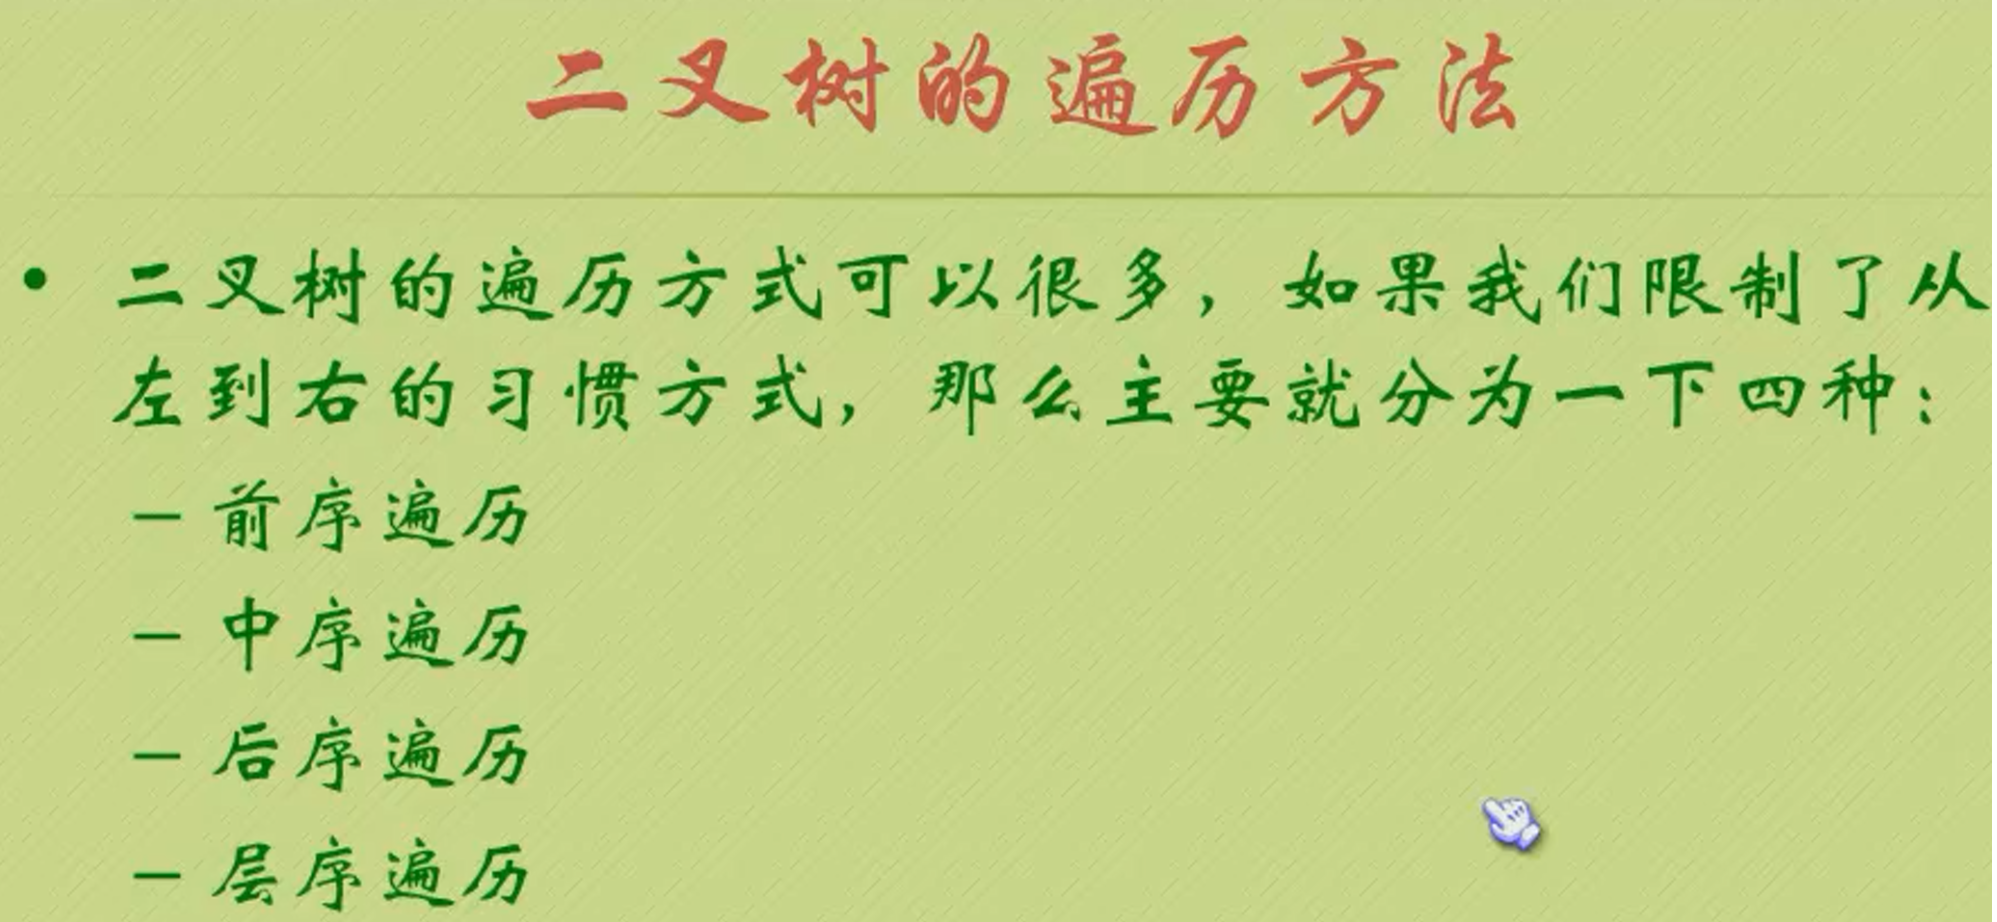 二叉树的遍历方法
• 二叉树的遍历方式可以很多，如果我们限制了从
左到右的习惯方式，那么主要就分为一下四种：
– 前序遍历
– 中序遍历
– 后序遍历
– 层序遍历